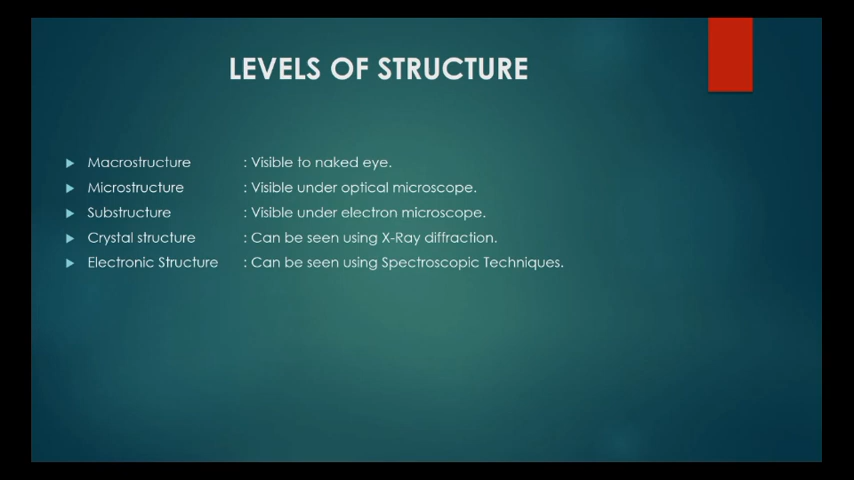 LEVELS OF STRUCTURE
Macrostructure : Visible to naked eye.
Microstructure : Visible under optical microscope.
Substructure : Visible under electron microscope.
Crystal structure : Can be seen using X-Ray diffraction.
Electronic Structure : Can be seen using Spectroscopic Techniques.